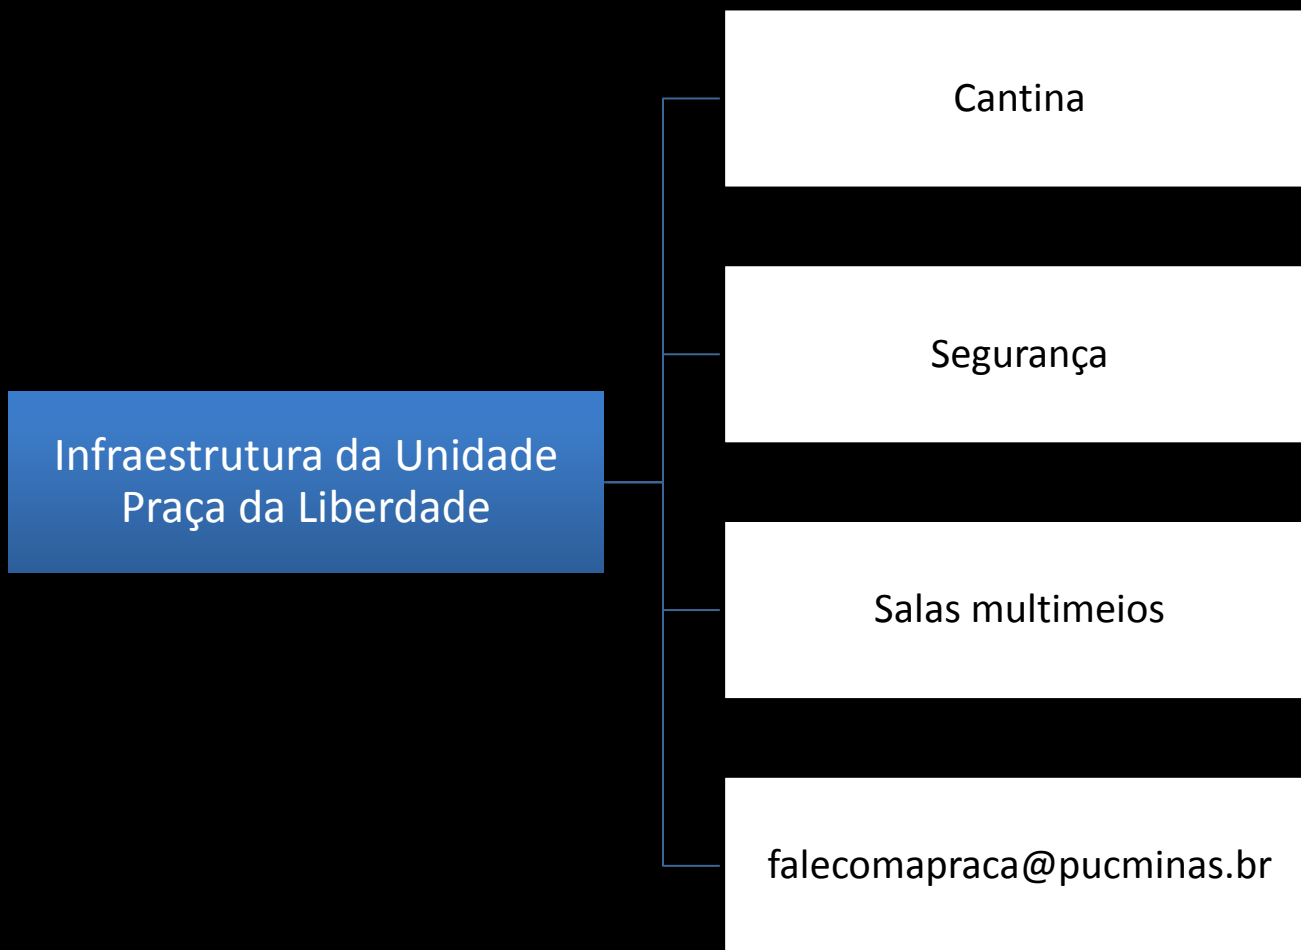 Infraestrutura da Unidade
Praça da Liberdade
Cantina
Segurança
Salas multimeios
falecomapraca@pucminas.br